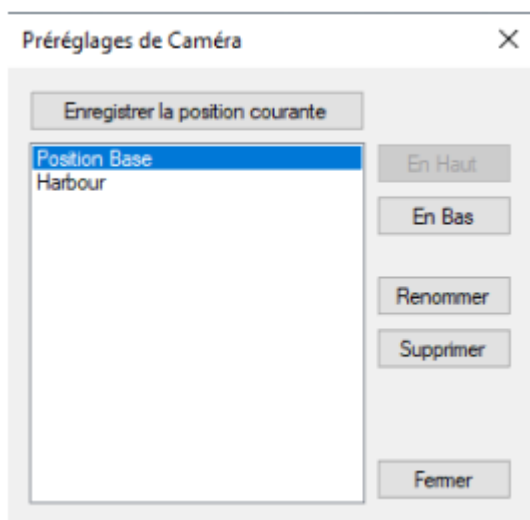 Préréglages de Caméra
Enregistrer la position courante
Position Base
Harbour
En Haut
En Bas
Renommer
Supprimer
Fermer